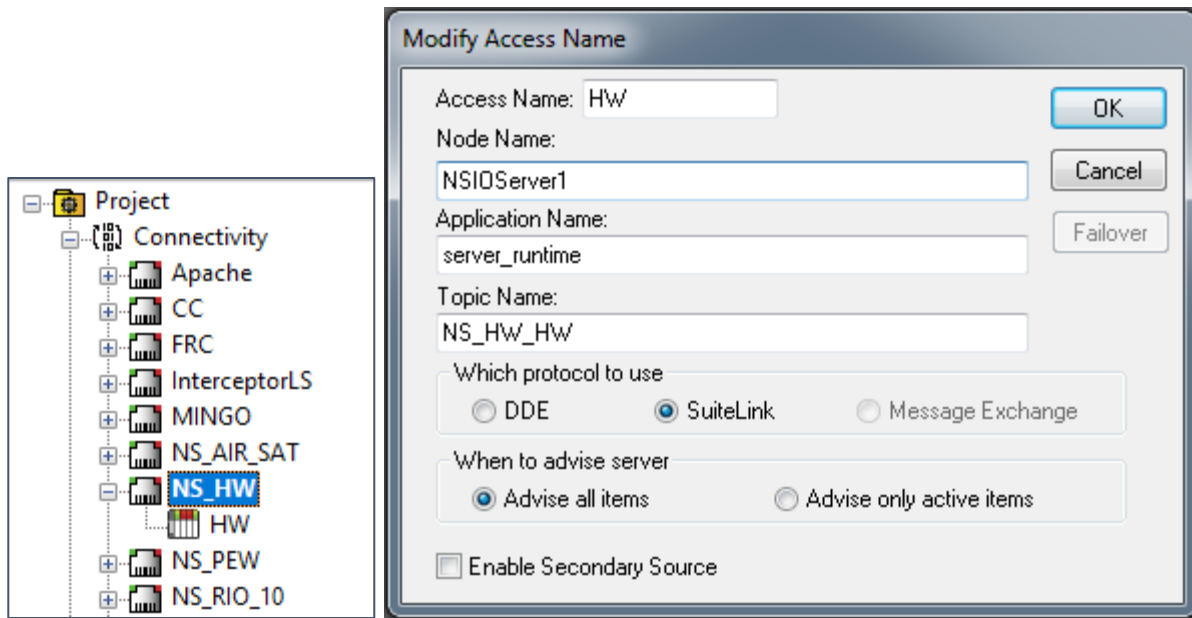 Project
Connectivity
Apache
CC
FRC
InterceptorLS
MINGO
NS_AIR_SAT
NS_HW
HW
NS_PEW
NS_RIO_10
Modify Access Name
Access Name: HW
OK
Node Name:
NSIOServer1
Cancel
Application Name:
server_runtime
Failover
Topic Name:
NS_HW_HW
Which protocol to use
DDE SuiteLink Message Exchange
When to advise server
Advise all items Advise only active items
Enable Secondary Source